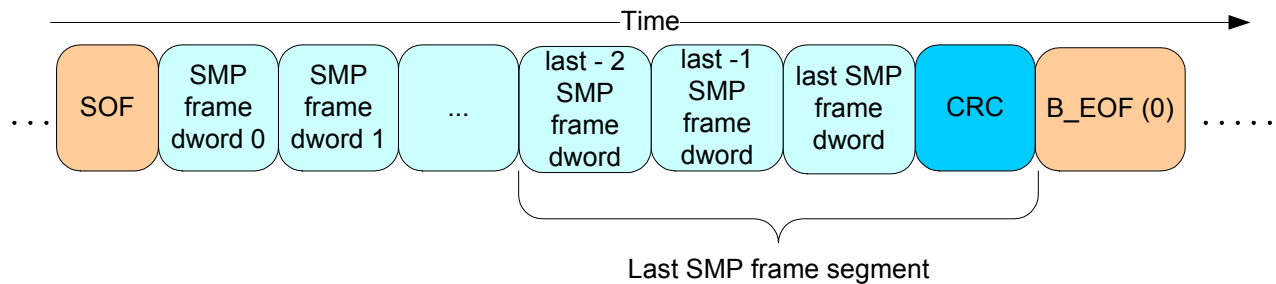 Time
. . .
SOF
SMP
frame
dword 0
SMP
frame
dword 1
...
last - 2
SMP
frame
dword
last -1
SMP
frame
dword
last SMP
frame
dword
CRC
B_EOF (0)
. . . . .
Last SMP frame segment